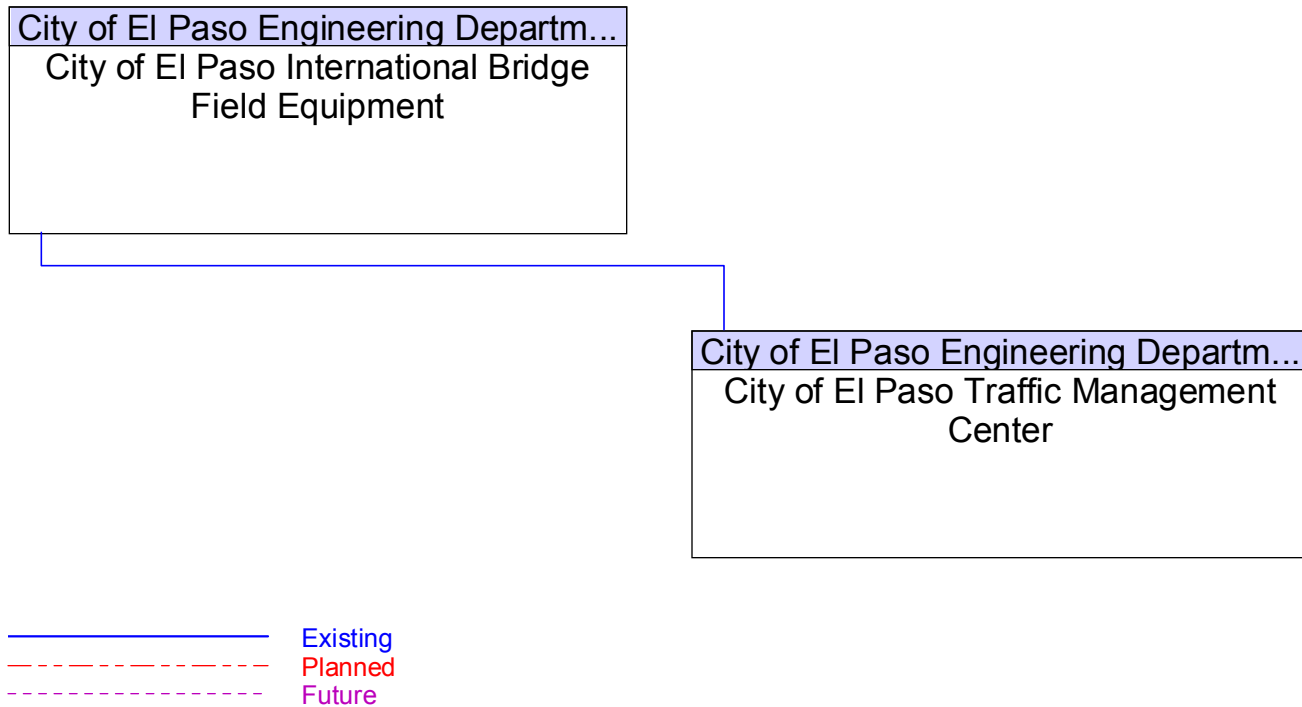 City of El Paso Engineering Departm...
City of El Paso International Bridge
Field Equipment
City of El Paso Engineering Departm...
City of El Paso Traffic Management
Center
Existing
Planned
Future